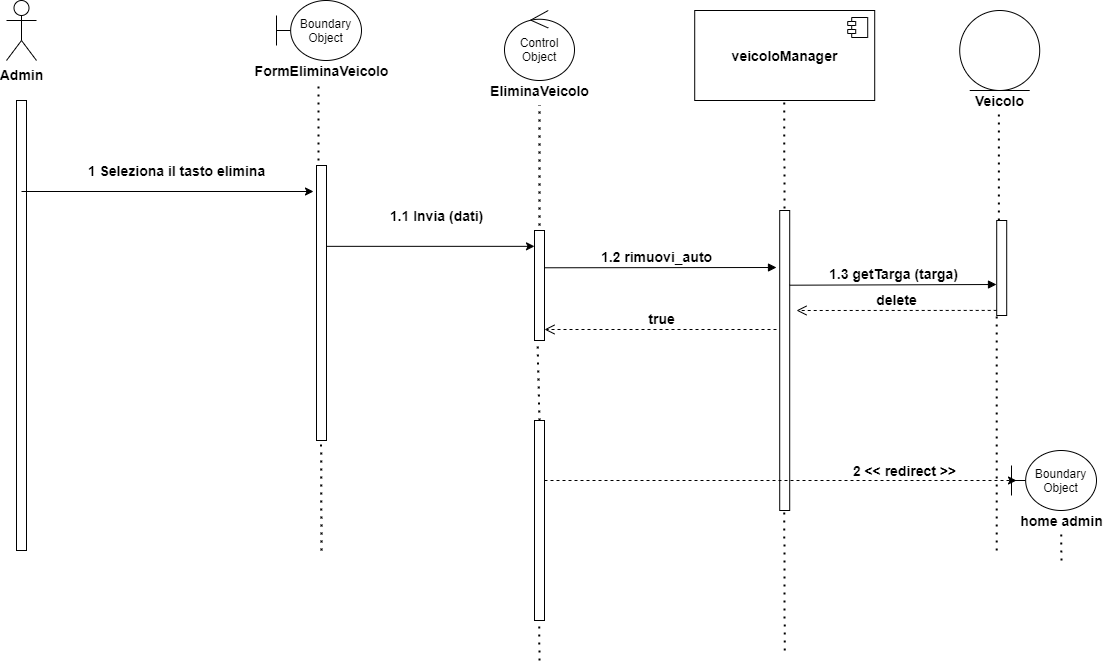 Boundary
Object
Control
Object
veicoloManager
Admin
FormEliminaVeicolo
EliminaVeicolo
Veicolo
1 Seleziona il tasto elimina
1.1 Invia (dati)
1.2 rimuovi_auto
1.3 getTarga (targa)
delete
true
2 << redirect >>
Boundary
Object
home admin